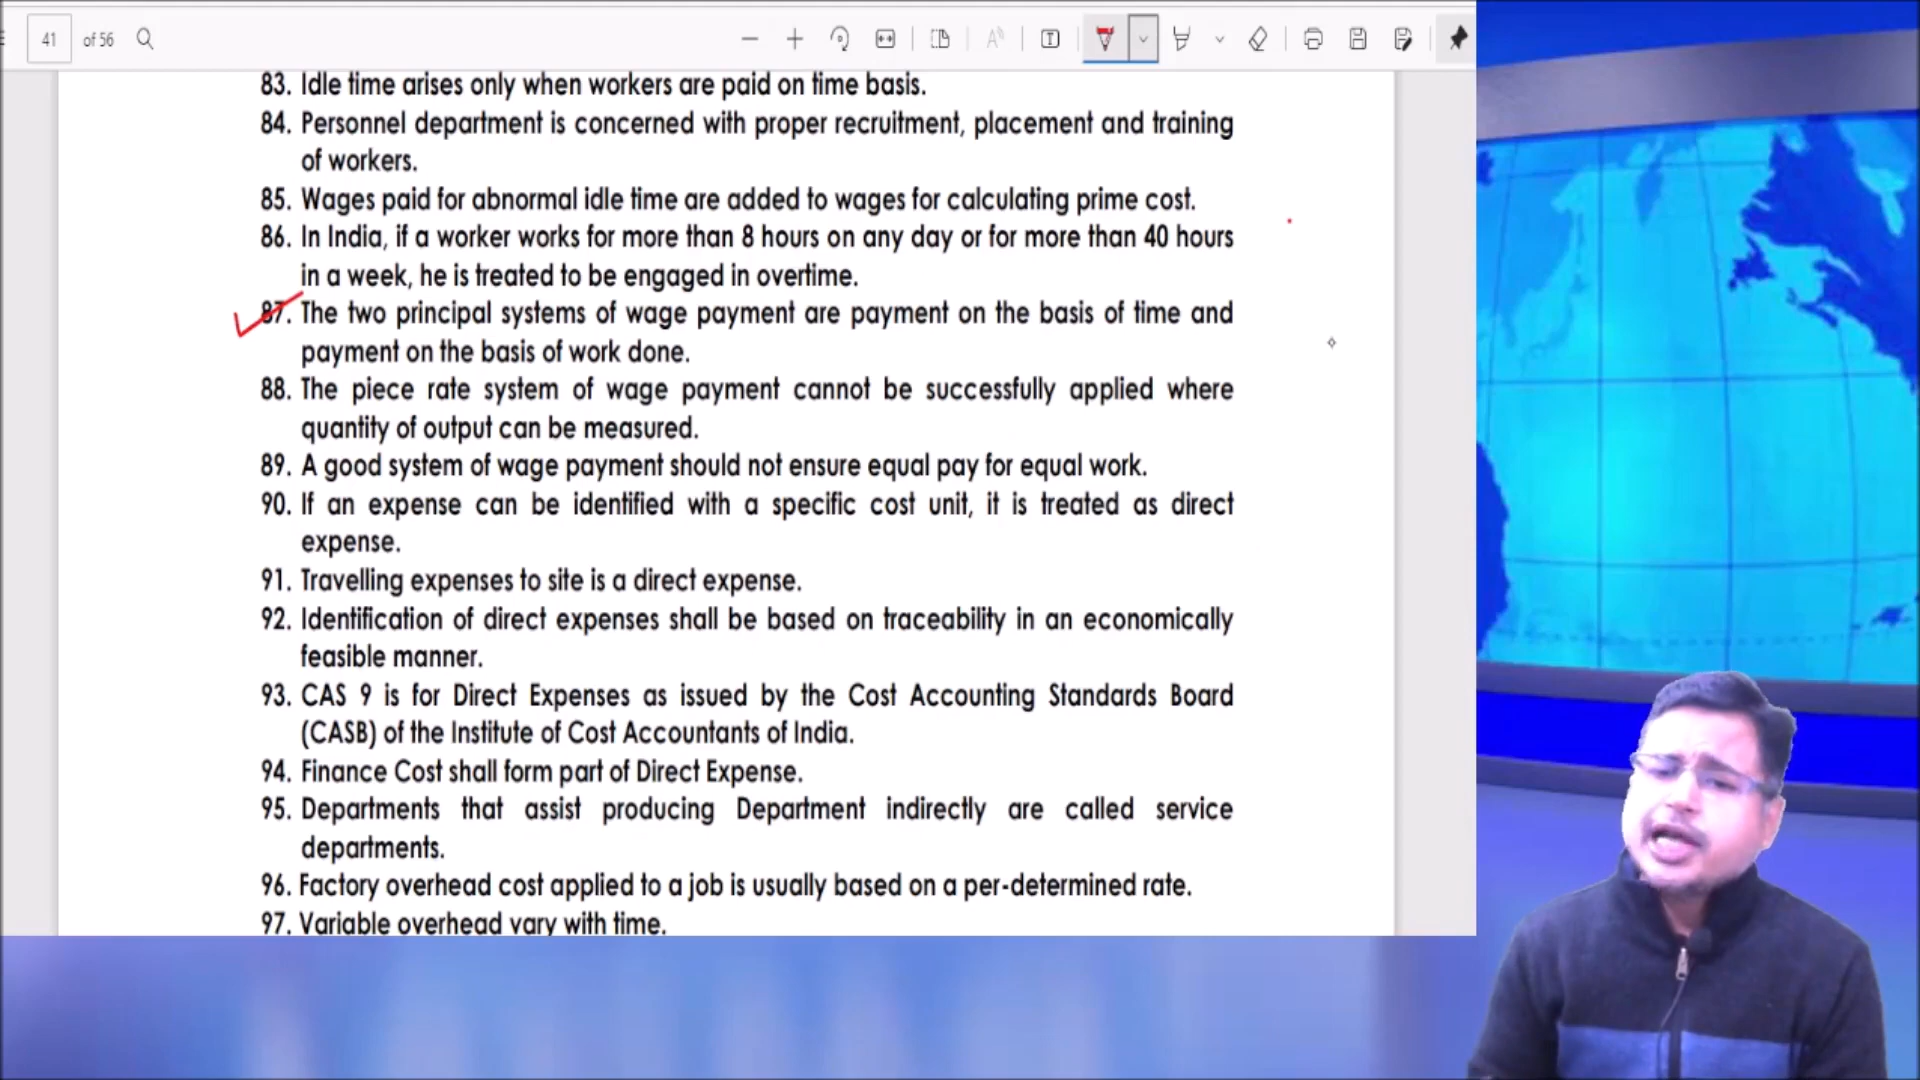 41 of 56
83. Idle time arises only when workers are paid on time basis.
84. Personnel department is concerned with proper recruitment, placement and training
of workers.
85. Wages paid for abnormal idle time are added to wages for calculating prime cost.
86. In India, if a worker works for more than 8 hours on any day or for more than 40 hours
in a week, he is treated to be engaged in overtime.
87. The two principal systems of wage payment are payment on the basis of time and
payment on the basis of work done.
88. The piece rate system of wage payment cannot be successfully applied where
quantity of output can be measured.
89. A good system of wage payment should not ensure equal pay for equal work.
90. If an expense can be identified with a specific cost unit, it is treated as direct
expense.
91. Travelling expenses to site is a direct expense.
92. Identification of direct expenses shall be based on traceability in an economically
feasible manner.
93. CAS 9 is for Direct Expenses as issued by the Cost Accounting Standards Board
(CASB) of the Institute of Cost Accountants of India.
94. Finance Cost shall form part of Direct Expense.
95. Departments that assist producing Department indirectly are called service
departments.
96. Factory overhead cost applied to a job is usually based on a per-determined rate.
97. Variable overhead vary with time.